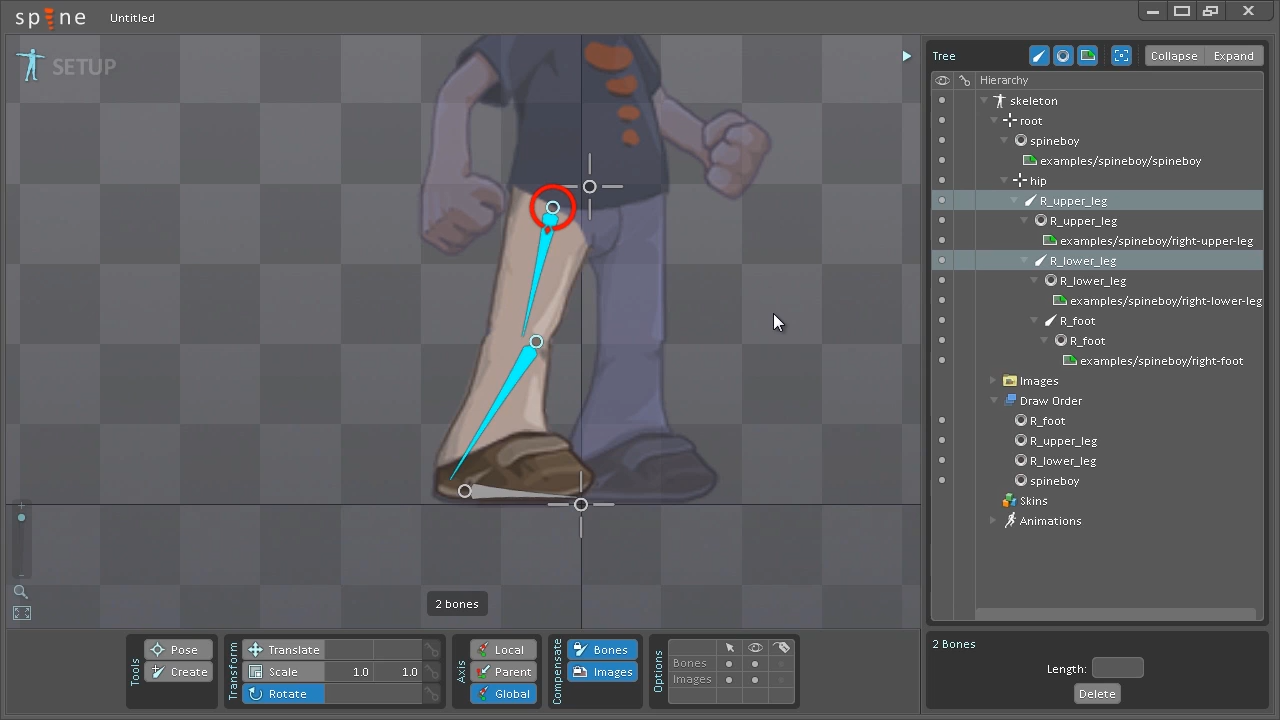 spine Untitled
SETUP
Tree Collapse Expand
Hierarchy
skeleton
root
spineboy
examples/spineboy/spineboy
hip
R_upper_leg
R_upper_leg
examples/spineboy/right-upper-leg
R_lower_leg
R_lower_leg
examples/spineboy/right-lower-leg
R_foot
R_foot
examples/spineboy/right-foot
Images
Draw Order
R_foot
R_upper_leg
R_lower_leg
spineboy
Skins
Animations
2 bones
Tools
Pose
Create
Transform
Translate
Scale 1.0 1.0
Rotate
Axis
Local
Parent
Global
Compensate
Bones
Images
Options
Bones
Images
2 Bones
Length:
Delete